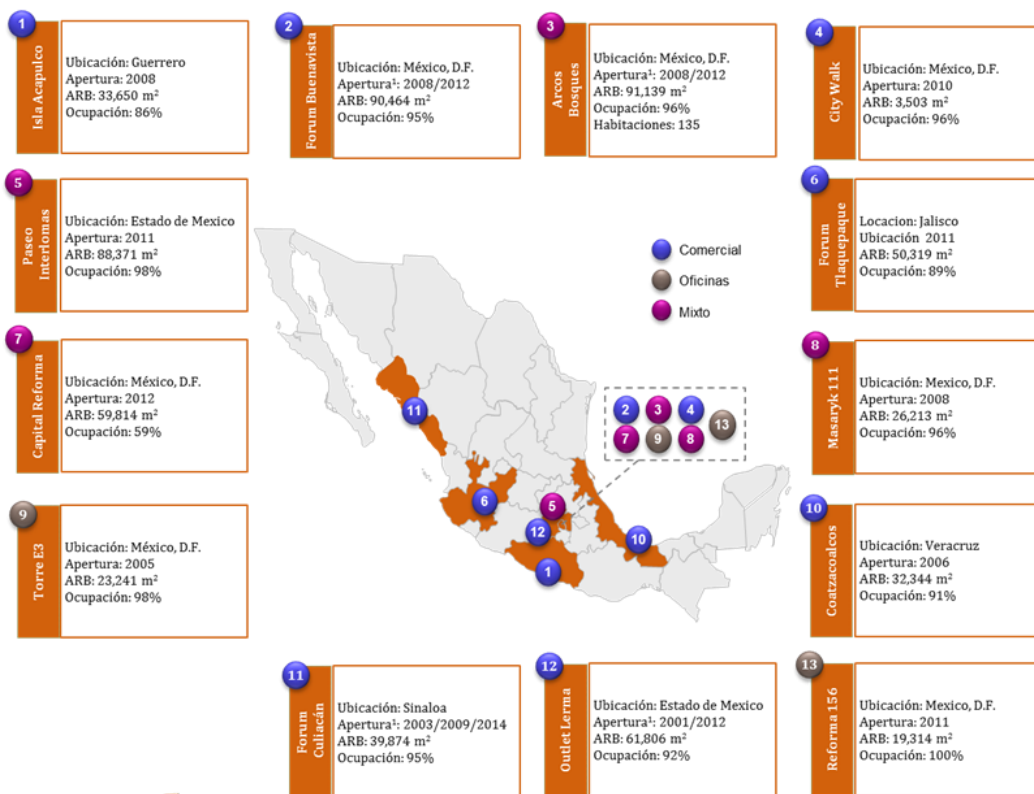 1
Isla Acapulco
Ubicación: Guerrero
Apertura: 2008
ARB: 33,650 m²
Ocupación: 86%
2
Forum Buenavista
Ubicación: México, D.F.
Apertura¹: 2008/2012
ARB: 90,464 m²
Ocupación: 95%
3
Arcos
Bosques
Ubicación: México, D.F.
Apertura¹: 2008/2012
ARB: 91,139 m²
Ocupación: 96%
Habitaciones: 135
4
City Walk
Ubicación: México, D.F.
Apertura: 2010
ARB: 3,503 m²
Ocupación: 96%
5
Paseo
Interlomas
Ubicación: Estado de Mexico
Apertura: 2011
ARB: 88,371 m²
Ocupación: 98%
6
Forum
Tlaquepaque
Locacion: Jalisco
Ubicación 2011
ARB: 50,319 m²
Ocupación: 89%
Comercial
Oficinas
Mixto
7
Capital Reforma
Ubicación: México, D.F.
Apertura: 2012
ARB: 59,814 m²
Ocupación: 59%
8
Masaryk 111
Ubicación: Mexico, D.F.
Apertura: 2008
ARB: 26,213 m²
Ocupación: 96%
11
2 3 4
13
7 9 8
6
5
12
10
1
9
Torre E3
Ubicación: México, D.F.
Apertura: 2005
ARB: 23,241 m²
Ocupación: 98%
10
Coatzacoalcos
Ubicación: Veracruz
Apertura: 2006
ARB: 32,344 m²
Ocupación: 91%
11
Forum
Culiacán
Ubicación: Sinaloa
Apertura¹: 2003/2009/2014
ARB: 39,874 m²
Ocupación: 95%
12
Outlet Lerma
Ubicación: Estado de Mexico
Apertura¹: 2001/2012
ARB: 61,806 m²
Ocupación: 92%
13
Reforma 156
Ubicación: Mexico, D.F.
Apertura: 2011
ARB: 19,314 m²
Ocupación: 100%